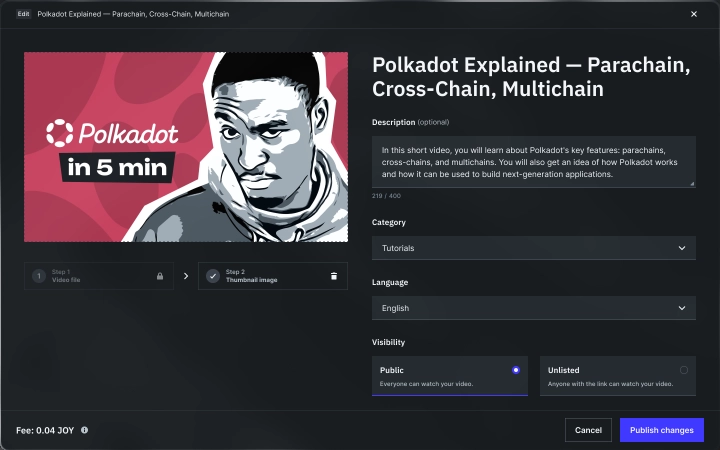 Edit Polkadot Explained — Parachain, Cross-Chain, Multichain
Polkadot
in 5 min
1 Step 1
Video file
Step 2
Thumbnail image
Polkadot Explained — Parachain,
Cross-Chain, Multichain
Description (optional)
In this short video, you will learn about Polkadot's key features: parachains,
cross-chains, and multichains. You will also get an idea of how Polkadot works
and how it can be used to build next-generation applications.
219 / 400
Category
Tutorials
Language
English
Visibility
Public
Everyone can watch your video.
Unlisted
Anyone with the link can watch your video.
Fee: 0.04 JOY
Cancel
Publish changes